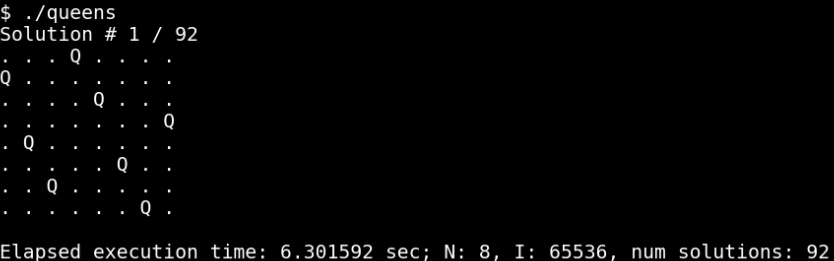 $ ./queens
Solution # 1 / 92
. . . Q . . . .
Q . . . . . . .
. . . . Q . . .
. . . . . . . Q
. Q . . . . . .
. . . . . Q . .
. . Q . . . . .
. . . . . . Q .
Elapsed execution time: 6.301592 sec; N: 8, I: 65536, num solutions: 92